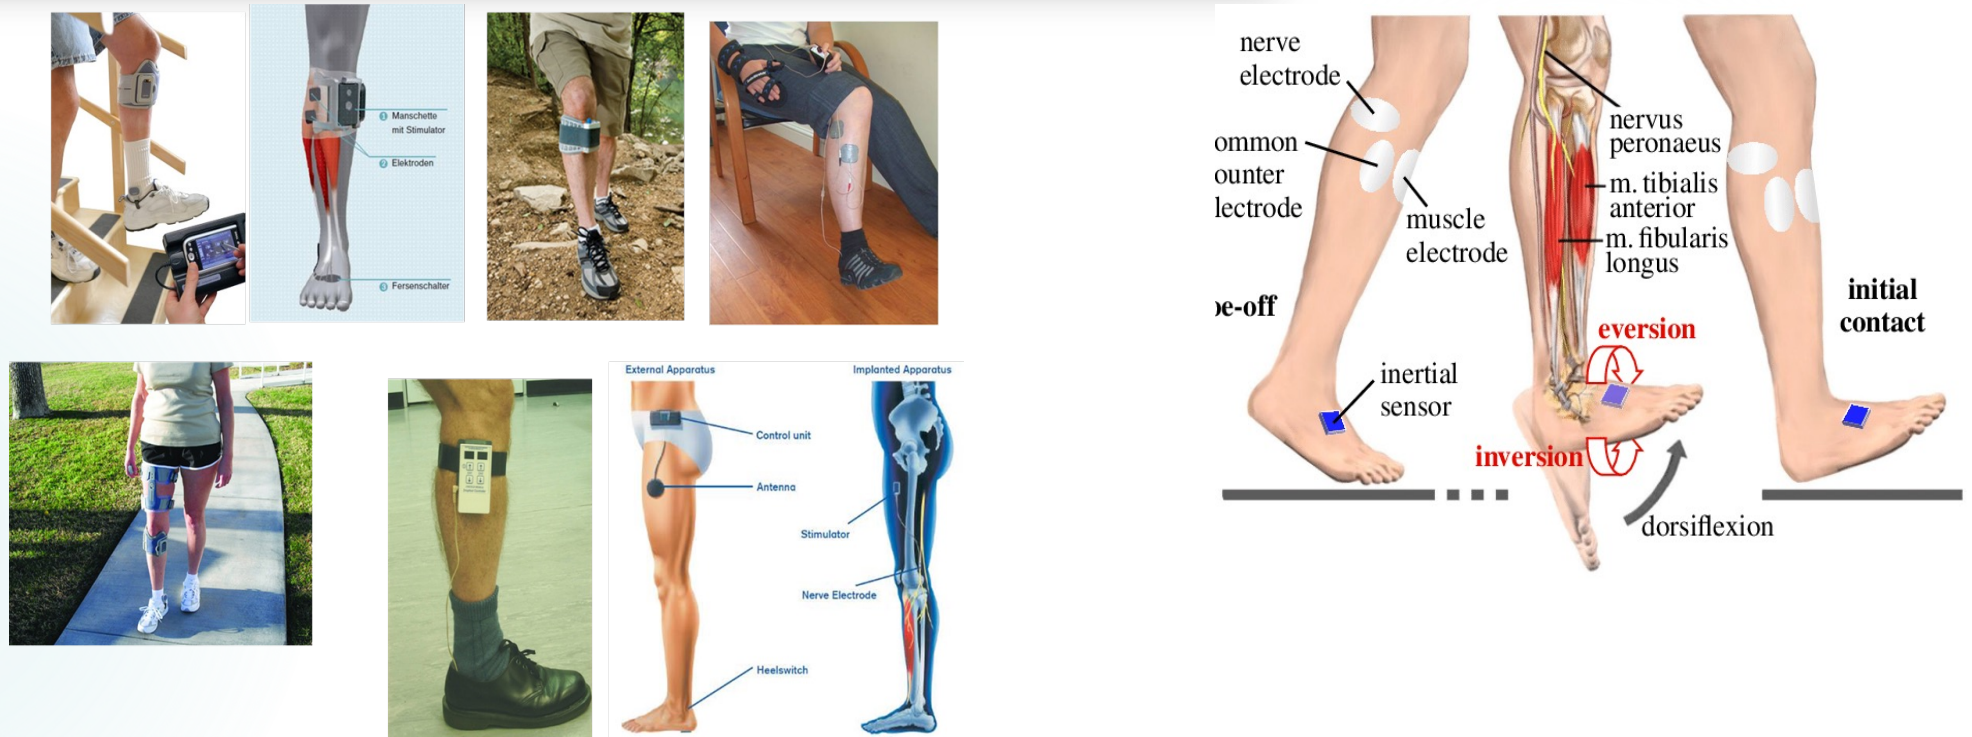 Manschette
mit Stimulator
Elektroden
Fersenschalter
External Apparatus
Implanted Apparatus
Control unit
Antenna
Stimulator
Nerve Electrode
Heelswitch
nerve
electrode
ommon
ounter
lectrode
muscle
electrode
nervus
peronaeus
m. tibialis
anterior
m. fibularis
longus
e-off
initial
contact
eversion
inertial
sensor
inversion
dorsiflexion